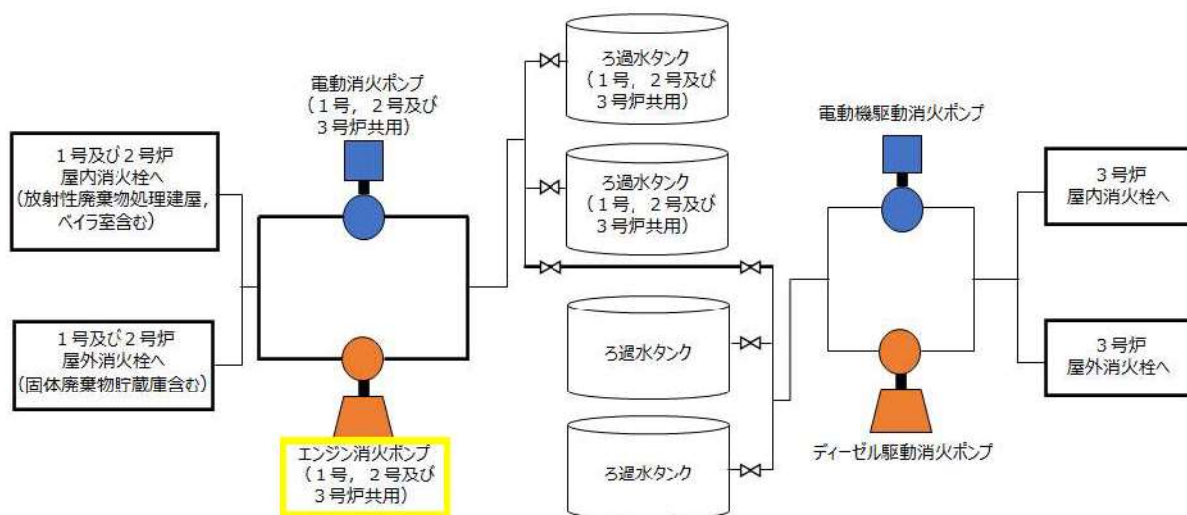 電動消火ポンプ
（１号，２号及び
３号炉共用）
１号及び２号炉
屋内消火栓へ
(放射性廃棄物処理建屋，
ベイラ室含む)
１号及び２号炉
屋外消火栓へ
(固体廃棄物貯蔵庫含む)
エンジン消火ポンプ
（１号，２号及び
３号炉共用）
ろ過水タンク
（１号，２号及び
３号炉共用）
ろ過水タンク
（１号，２号及び
３号炉共用）
ろ過水タンク
ろ過水タンク
電動機駆動消火ポンプ
ディーゼル駆動消火ポンプ
３号炉
屋内消火栓へ
３号炉
屋外消火栓へ